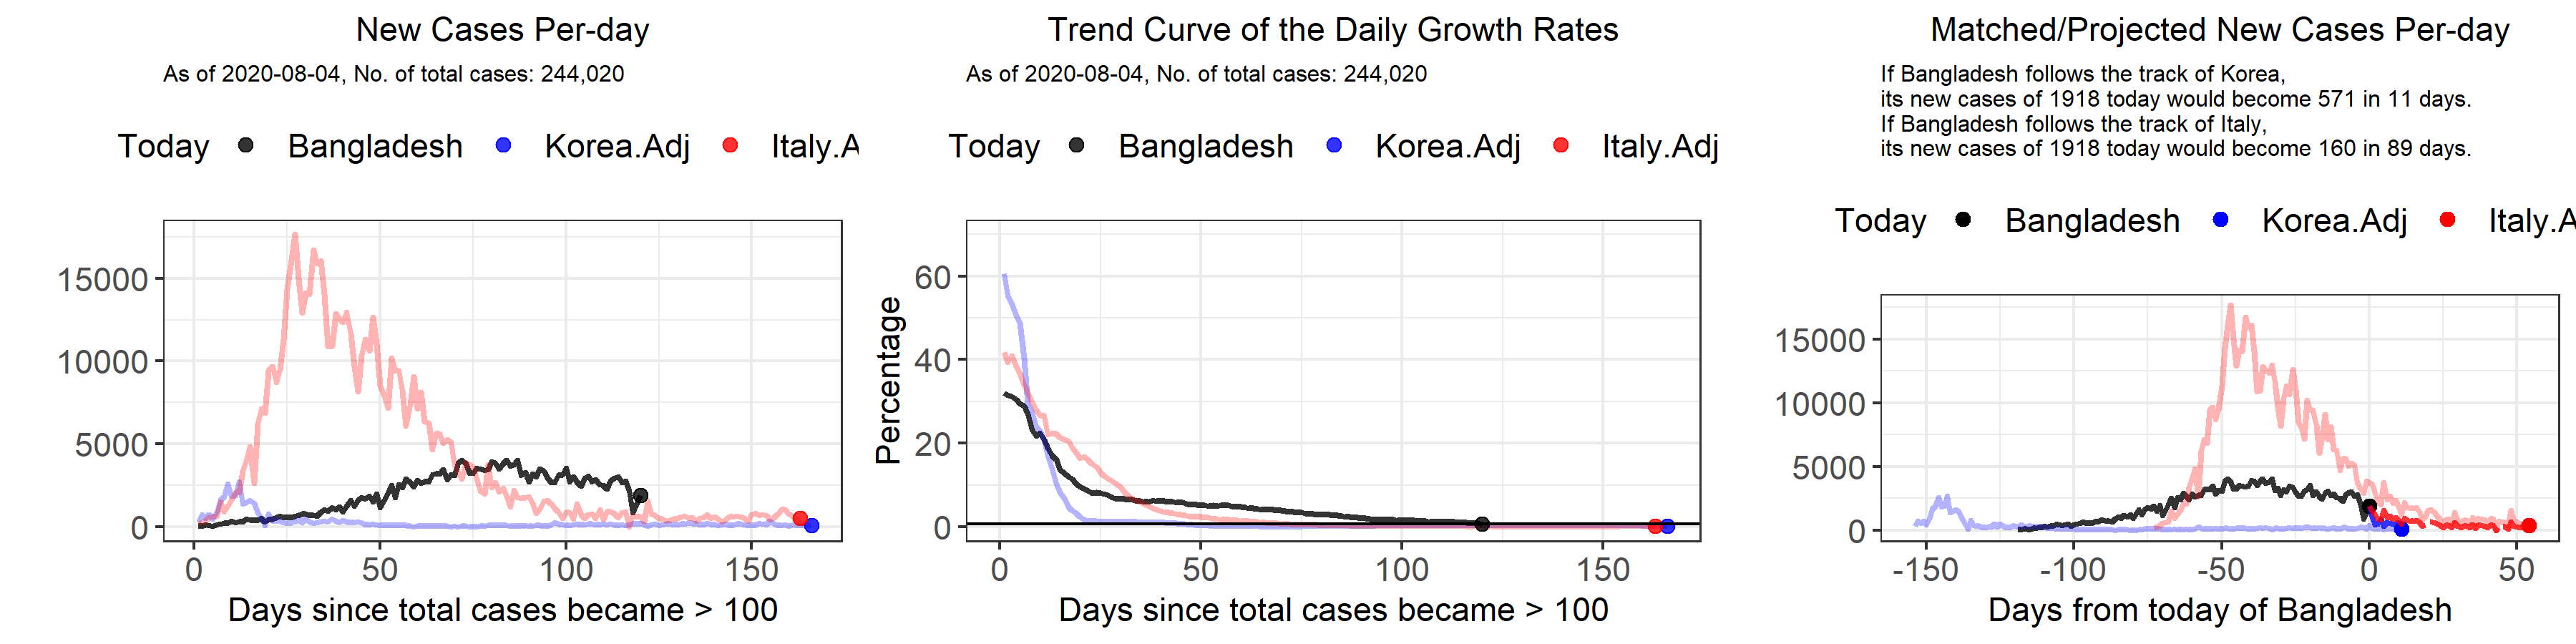 New Cases Per-day
As of 2020-08-04, No. of total cases: 244,020
Today Bangladesh Korea.Adj Italy.A
15000
10000
5000
0
0 50 100 150
Days since total cases became > 100
Trend Curve of the Daily Growth Rates
As of 2020-08-04, No. of total cases: 244,020
Today Bangladesh Korea.Adj Italy.Adj
Percentage
60
40
20
0
0 50 100 150
Days since total cases became > 100
Matched/Projected New Cases Per-day
If Bangladesh follows the track of Korea,
its new cases of 1918 today would become 571 in 11 days.
If Bangladesh follows the track of Italy,
its new cases of 1918 today would become 160 in 89 days.
Today Bangladesh Korea.Adj Italy.A
15000
10000
5000
0
-150 -100 -50 0 50
Days from today of Bangladesh